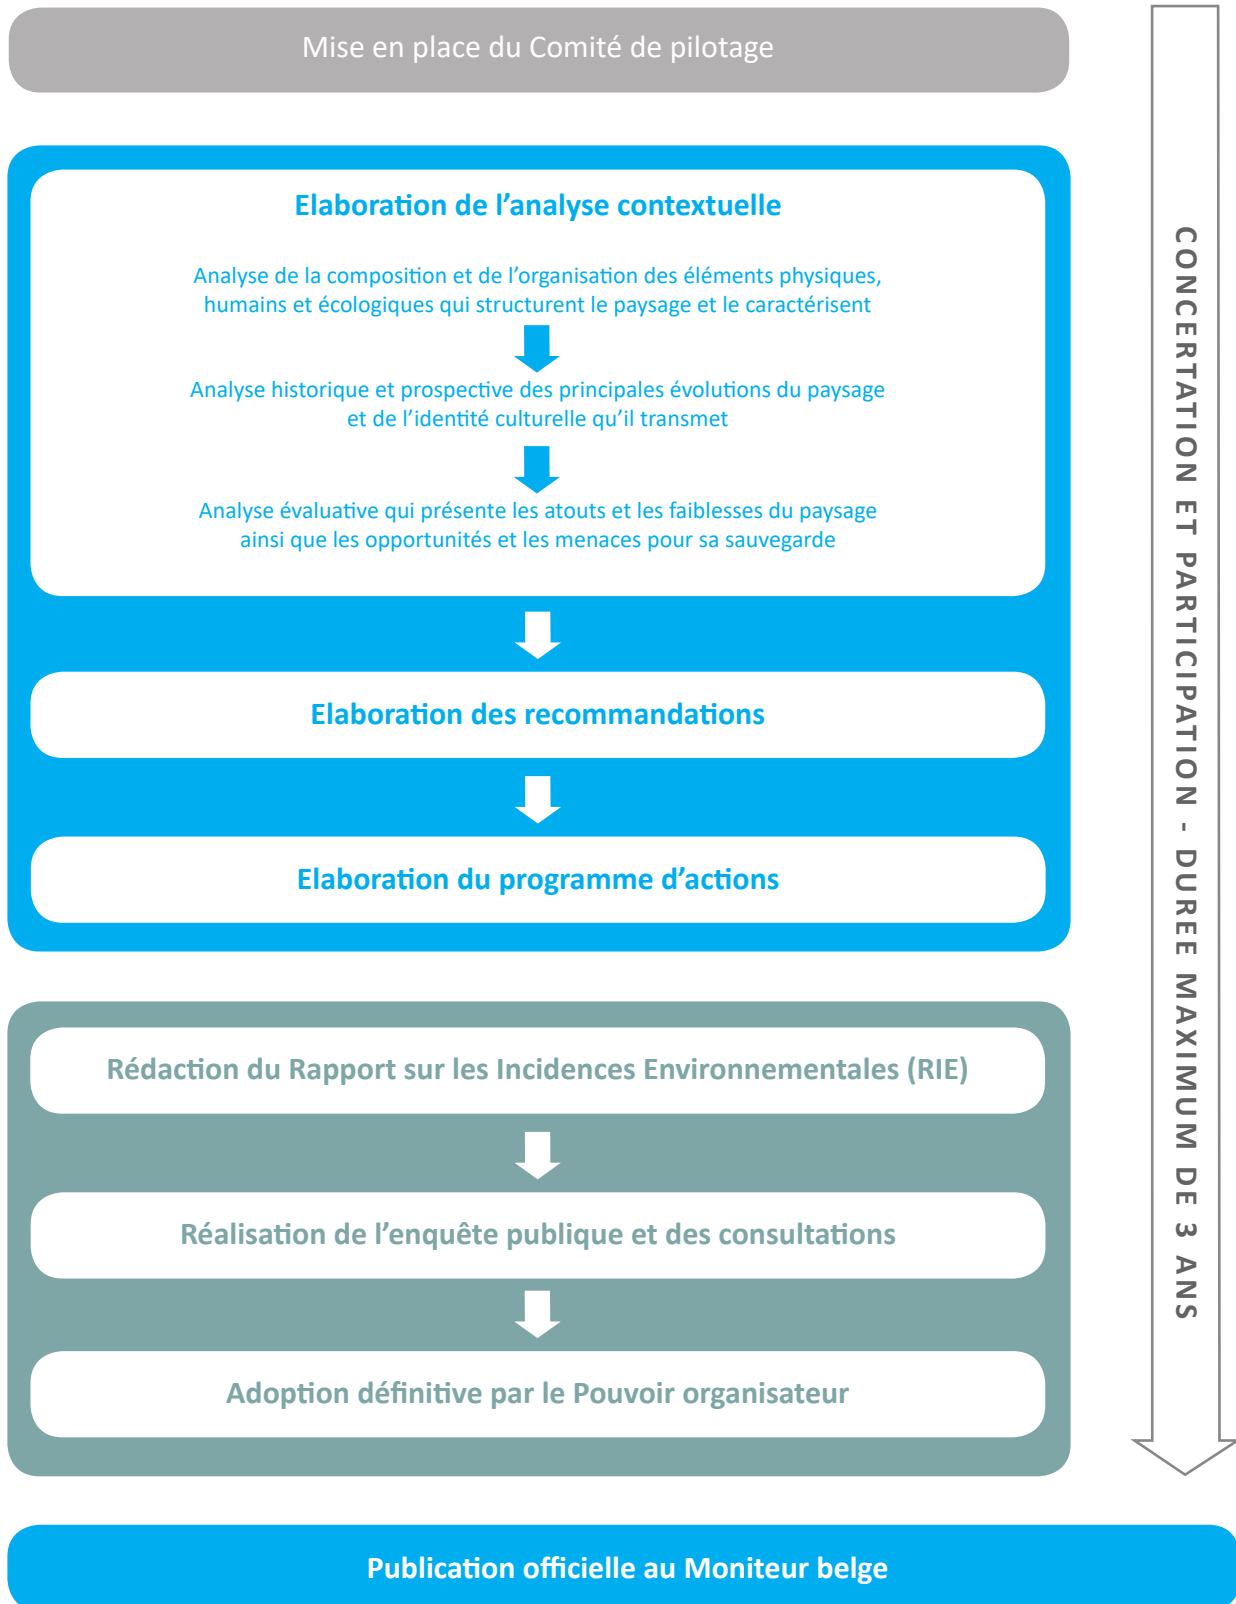 Mise en place du Comité de pilotage
Elaboration de l’analyse contextuelle
Analyse de la composition et de l’organisation des éléments physiques,
humains et écologiques qui structurent le paysage et le caractérisent
Analyse historique et prospective des principales évolutions du paysage
et de l’identité culturelle qu’il transmet
Analyse évaluative qui présente les atouts et les faiblesses du paysage
ainsi que les opportunités et les menaces pour sa sauvegarde
Elaboration des recommandations
Elaboration du programme d’actions
Rédaction du Rapport sur les Incidences Environnementales (RIE)
Réalisation de l’enquête publique et des consultations
Adoption définitive par le Pouvoir organisateur
CONCERTATION ET PARTICIPATION - DUREE MAXIMUM DE 3 ANS
Publication officielle au Moniteur belge